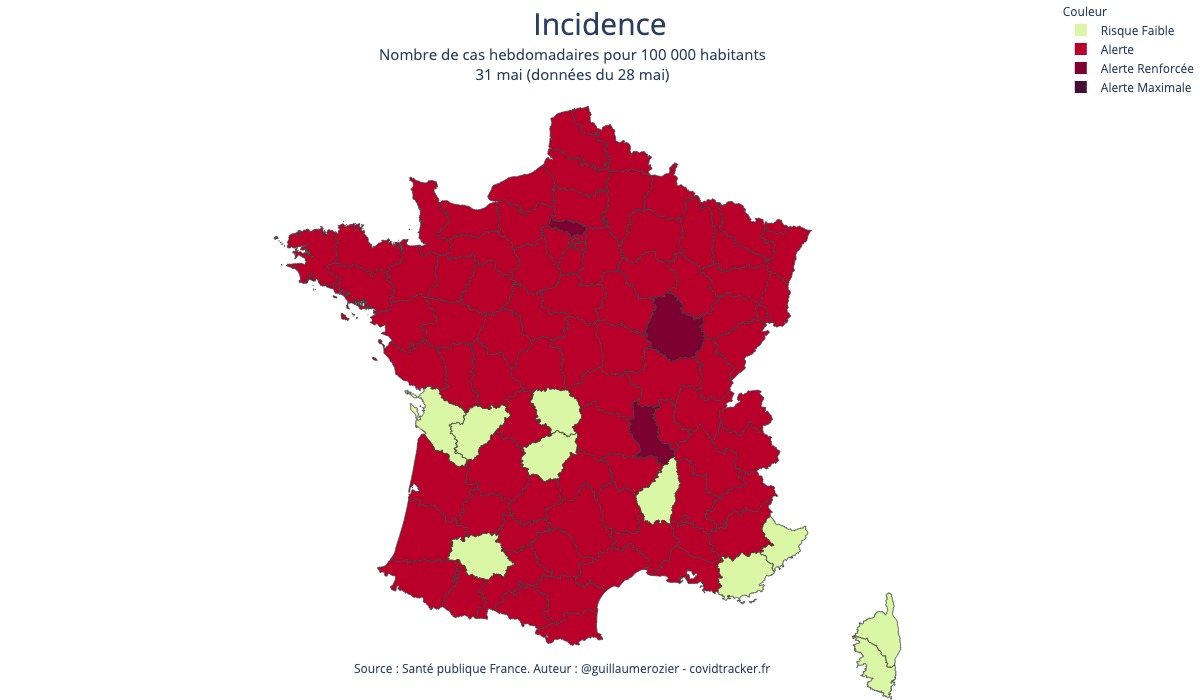 Incidence
Nombre de cas hebdomadaires pour 100 000 habitants
31 mai (données du 28 mai)
Couleur
Risque Faible
Alerte
Alerte Renforcée
Alerte Maximale
Source : Santé publique France. Auteur : @guillaumerozier - covidtracker.fr